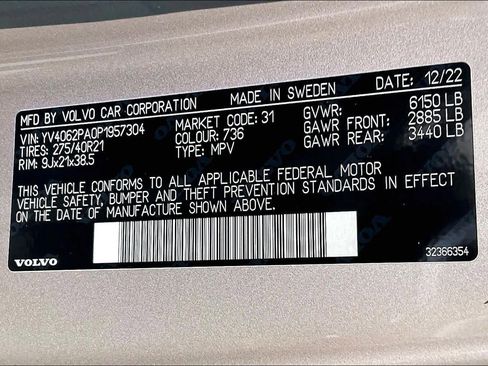 MFD BY VOLVO CAR CORPORATION MADE IN SWEDEN DATE: 12/22
VIN: YV4062PA0P1957304 MARKET CODE: 31 GVWR: 6150 LB
TIRES: 275/40R21 COLOUR: 736 GAWR FRONT: 2885 LB
RIM: 9Jx21x38.5 TYPE: MPV GAWR REAR: 3440 LB
THIS VEHICLE CONFORMS TO ALL APPLICABLE FEDERAL MOTOR
VEHICLE SAFETY, BUMPER AND THEFT PREVENTION STANDARDS IN EFFECT
ON THE DATE OF MANUFACTURE SHOWN ABOVE.
VOLVO 32366354